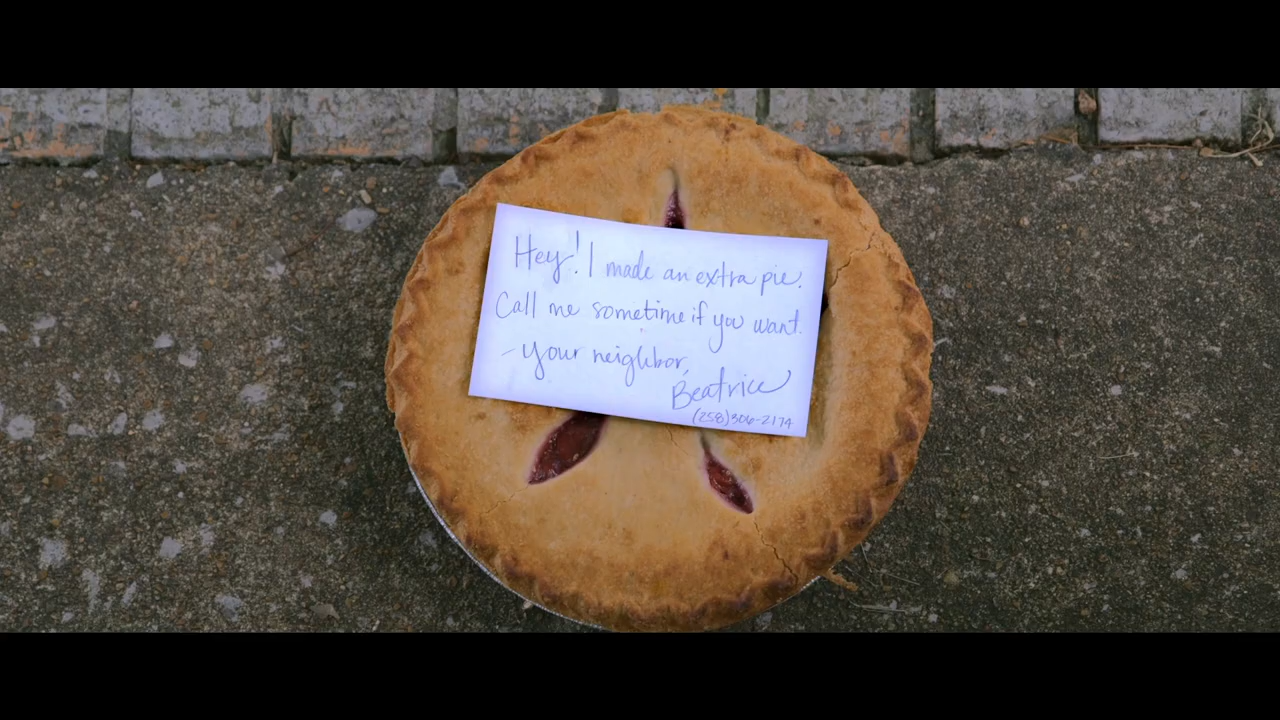 Hey! I made an extra pie.
Call me sometime if you want.
- Your neighbor,
Beatrice
(258)306-2174